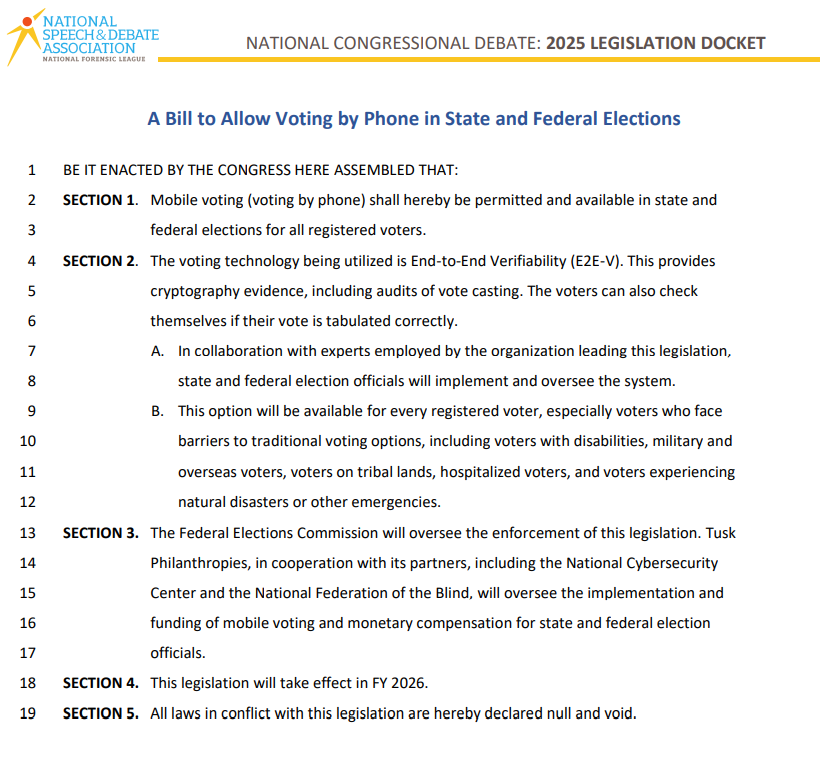 NATIONAL
SPEECH & DEBATE
ASSOCIATION
NATIONAL FORENSIC LEAGUE
NATIONAL CONGRESSIONAL DEBATE: 2025 LEGISLATION DOCKET
A Bill to Allow Voting by Phone in State and Federal Elections
1 BE IT ENACTED BY THE CONGRESS HERE ASSEMBLED THAT:
2 SECTION 1. Mobile voting (voting by phone) shall hereby be permitted and available in state and
3 federal elections for all registered voters.
4 SECTION 2. The voting technology being utilized is End-to-End Verifiability (E2E-V). This provides
5 cryptography evidence, including audits of vote casting. The voters can also check
6 themselves if their vote is tabulated correctly.
7 A. In collaboration with experts employed by the organization leading this legislation,
8 state and federal election officials will implement and oversee the system.
9 B. This option will be available for every registered voter, especially voters who face
10 barriers to traditional voting options, including voters with disabilities, military and
11 overseas voters, voters on tribal lands, hospitalized voters, and voters experiencing
12 natural disasters or other emergencies.
13 SECTION 3. The Federal Elections Commission will oversee the enforcement of this legislation. Tusk
14 Philanthropies, in cooperation with its partners, including the National Cybersecurity
15 Center and the National Federation of the Blind, will oversee the implementation and
16 funding of mobile voting and monetary compensation for state and federal election
17 officials.
18 SECTION 4. This legislation will take effect in FY 2026.
19 SECTION 5. All laws in conflict with this legislation are hereby declared null and void.